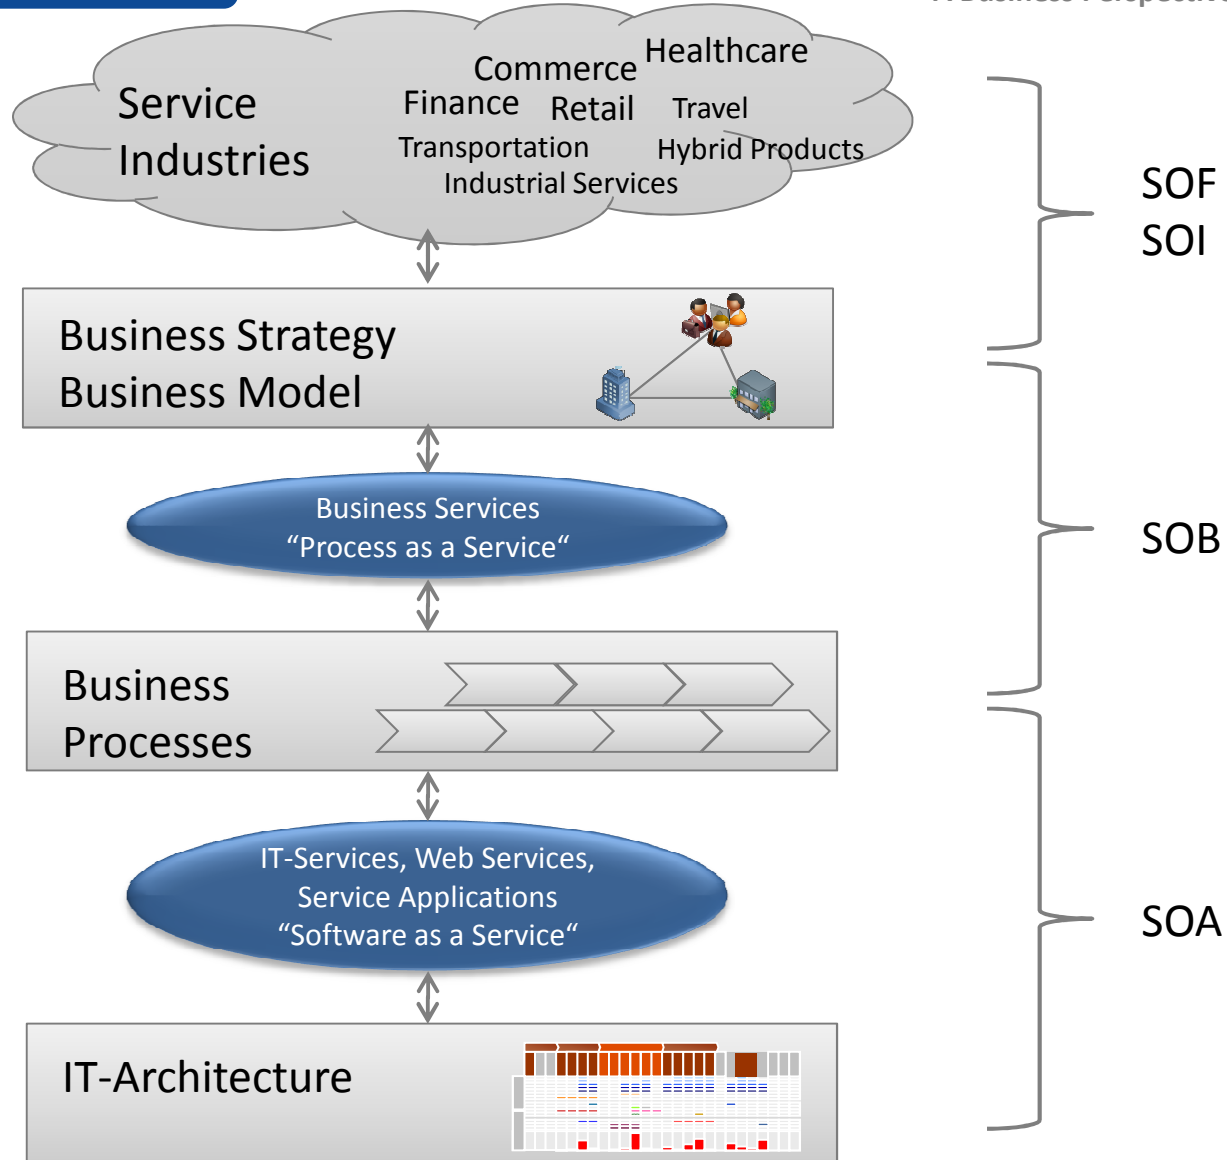 Service
Industries
Healthcare
Commerce
Finance
Retail
Travel
Transportation
Hybrid Products
Industrial Services
SOF
SOI
Business Strategy
Business Model
Business Services
“Process as a Service“
SOB
Business
Processes
IT-Services, Web Services,
Service Applications
“Software as a Service“
SOA
IT-Architecture